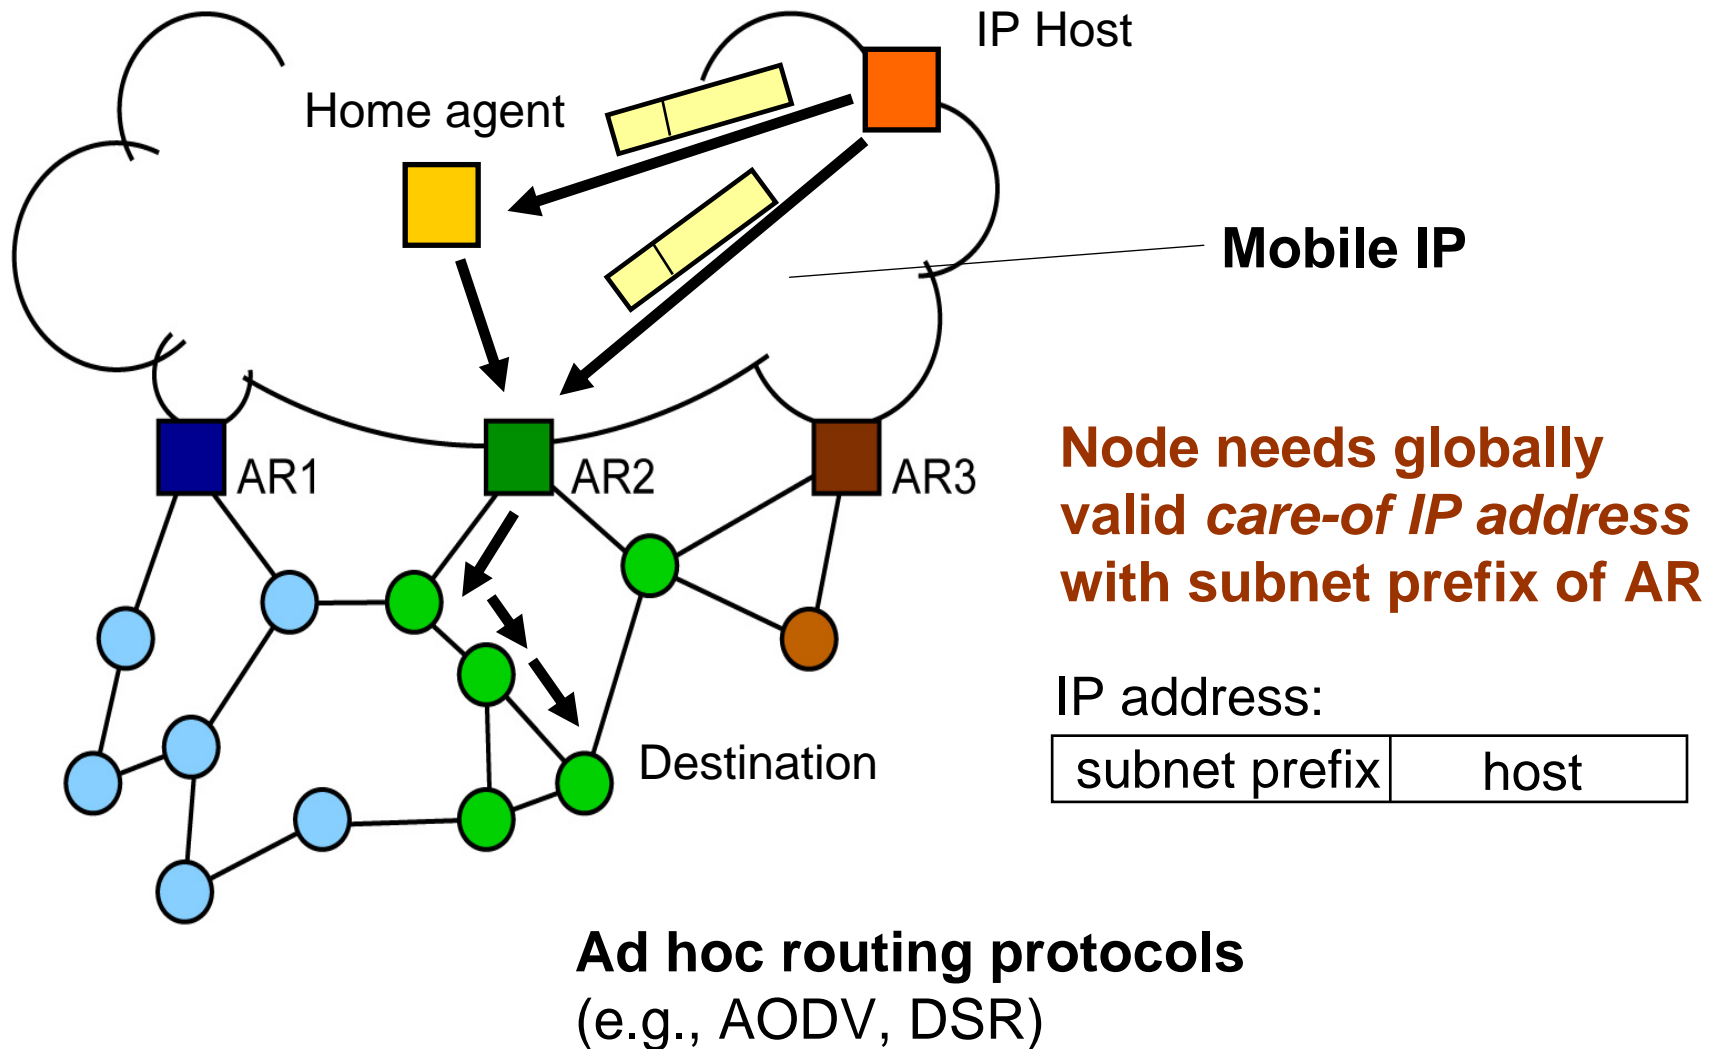 IP Host
Home agent
Mobile IP
AR1
AR2
AR3
Node needs globally
valid care-of IP address
with subnet prefix of AR
IP address:
subnet prefix host
Destination
Ad hoc routing protocols
(e.g., AODV, DSR)